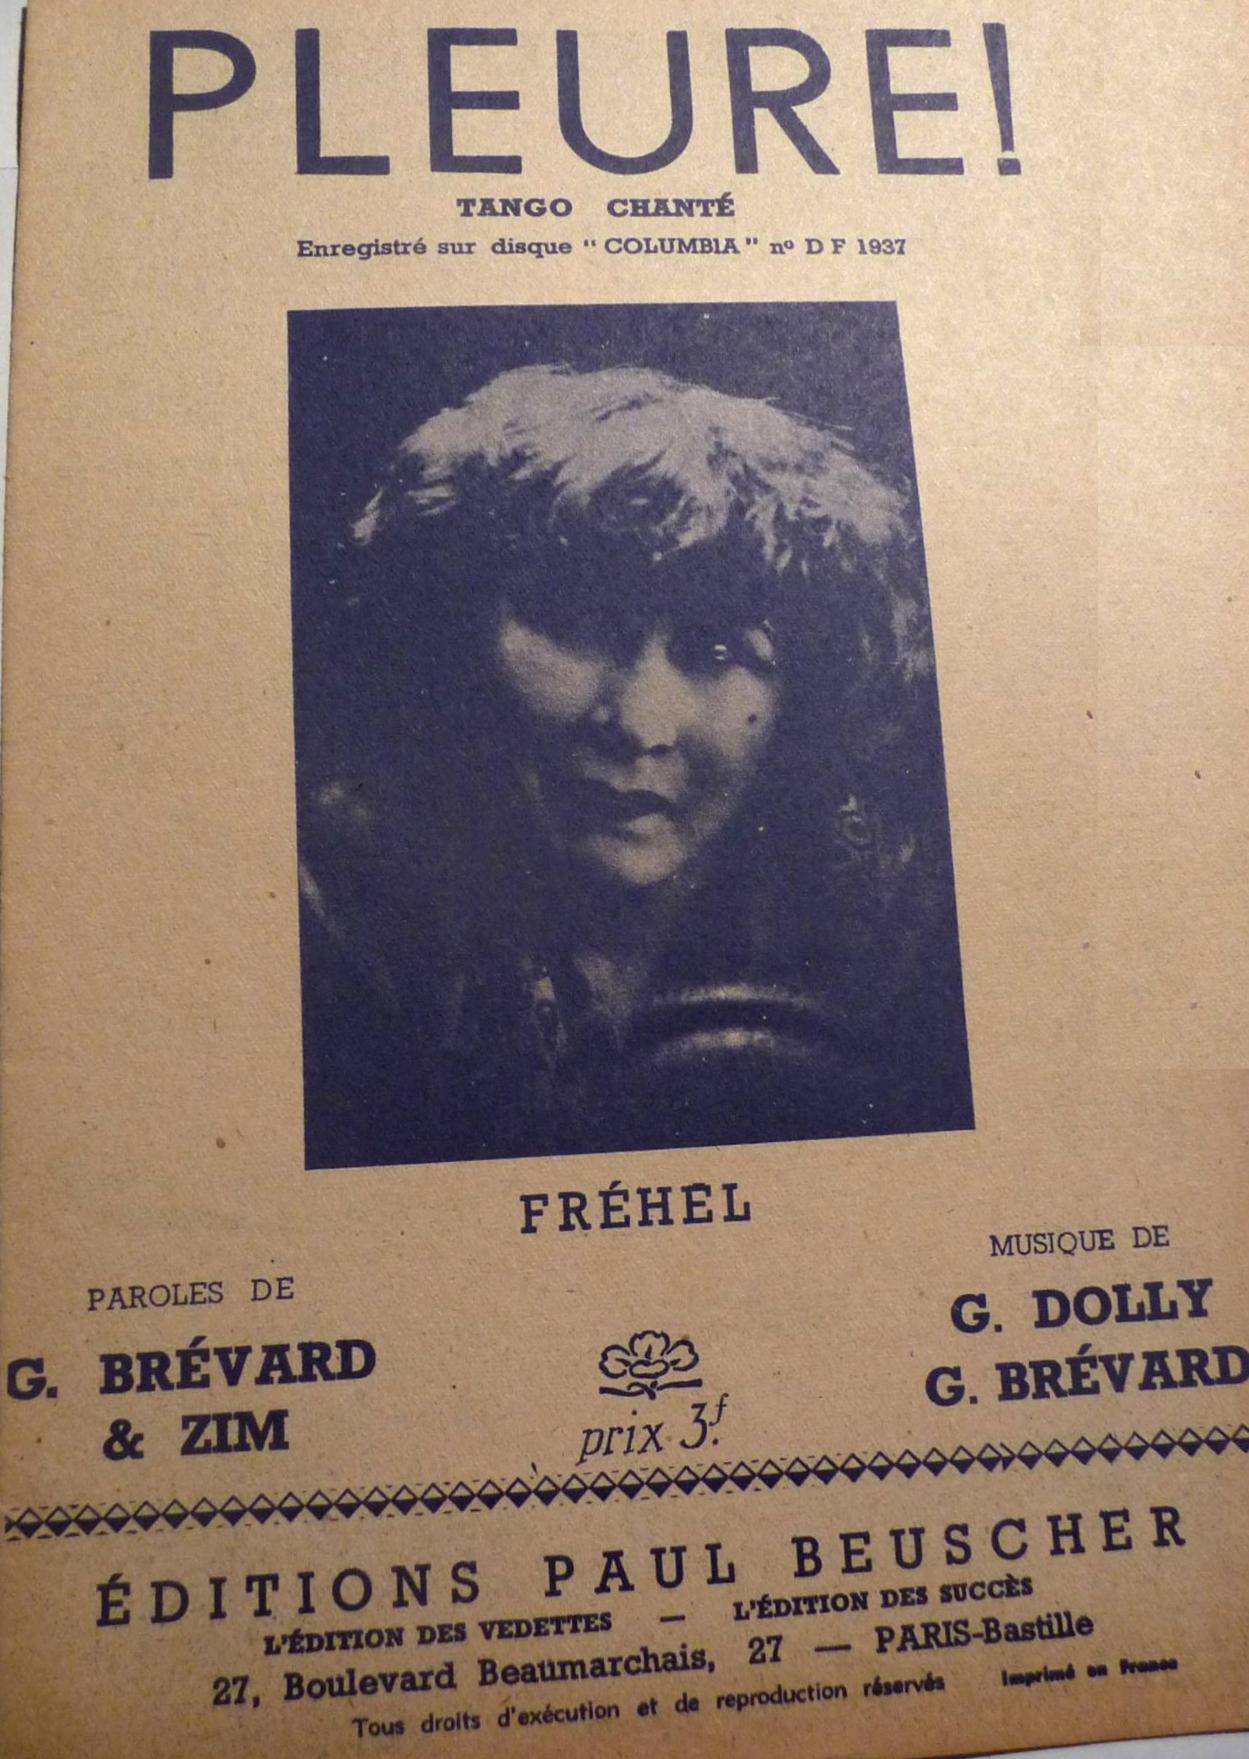 PLEURE!
TANGO CHANTÉ
Enregistré sur disque “ COLUMBIA ” nº D F 1937
FRÉHEL
PAROLES DE
G. BRÉVARD
& ZIM
MUSIQUE DE
G. DOLLY
G. BRÉVARD
prix 3f.
ÉDITIONS PAUL BEUSCHER
L'ÉDITION DES VEDETTES — L'ÉDITION DES SUCCÈS
27, Boulevard Beaumarchais, 27 — PARIS-Bastille
Tous droits d'exécution et de reproduction réservés Imprimé en France